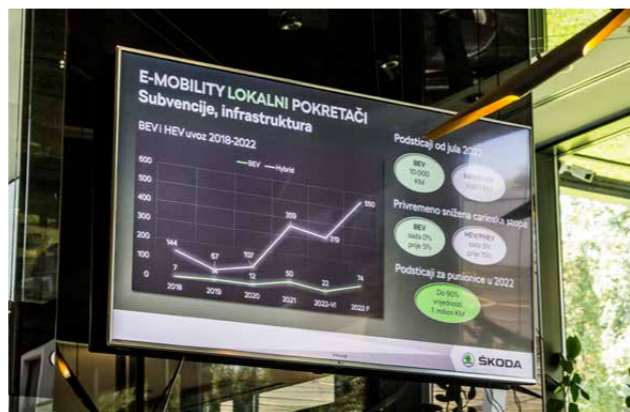 E-MOBILITY LOKALNI POKRETAČI
Subvencije, infrastruktura
BEV i HEV uvoz 2018-2022
BEV Hybrid
600
500
400
300
200
100
0
144
67
107
359
319
550
7
12
50
22
74
2018
2019
2020
2021
2022-VI
2022 F
Podsticaji od jula 2022
BEV
10.000
KM
Privremeno snižena carinska stopa
BEV
sada 0%
prije 5%
HEV/PHEV
sada 5%
prije 15%
Podsticaji za punionice u 2022
Do 90%
vrijednosti
1 milion KM
ŠKODA